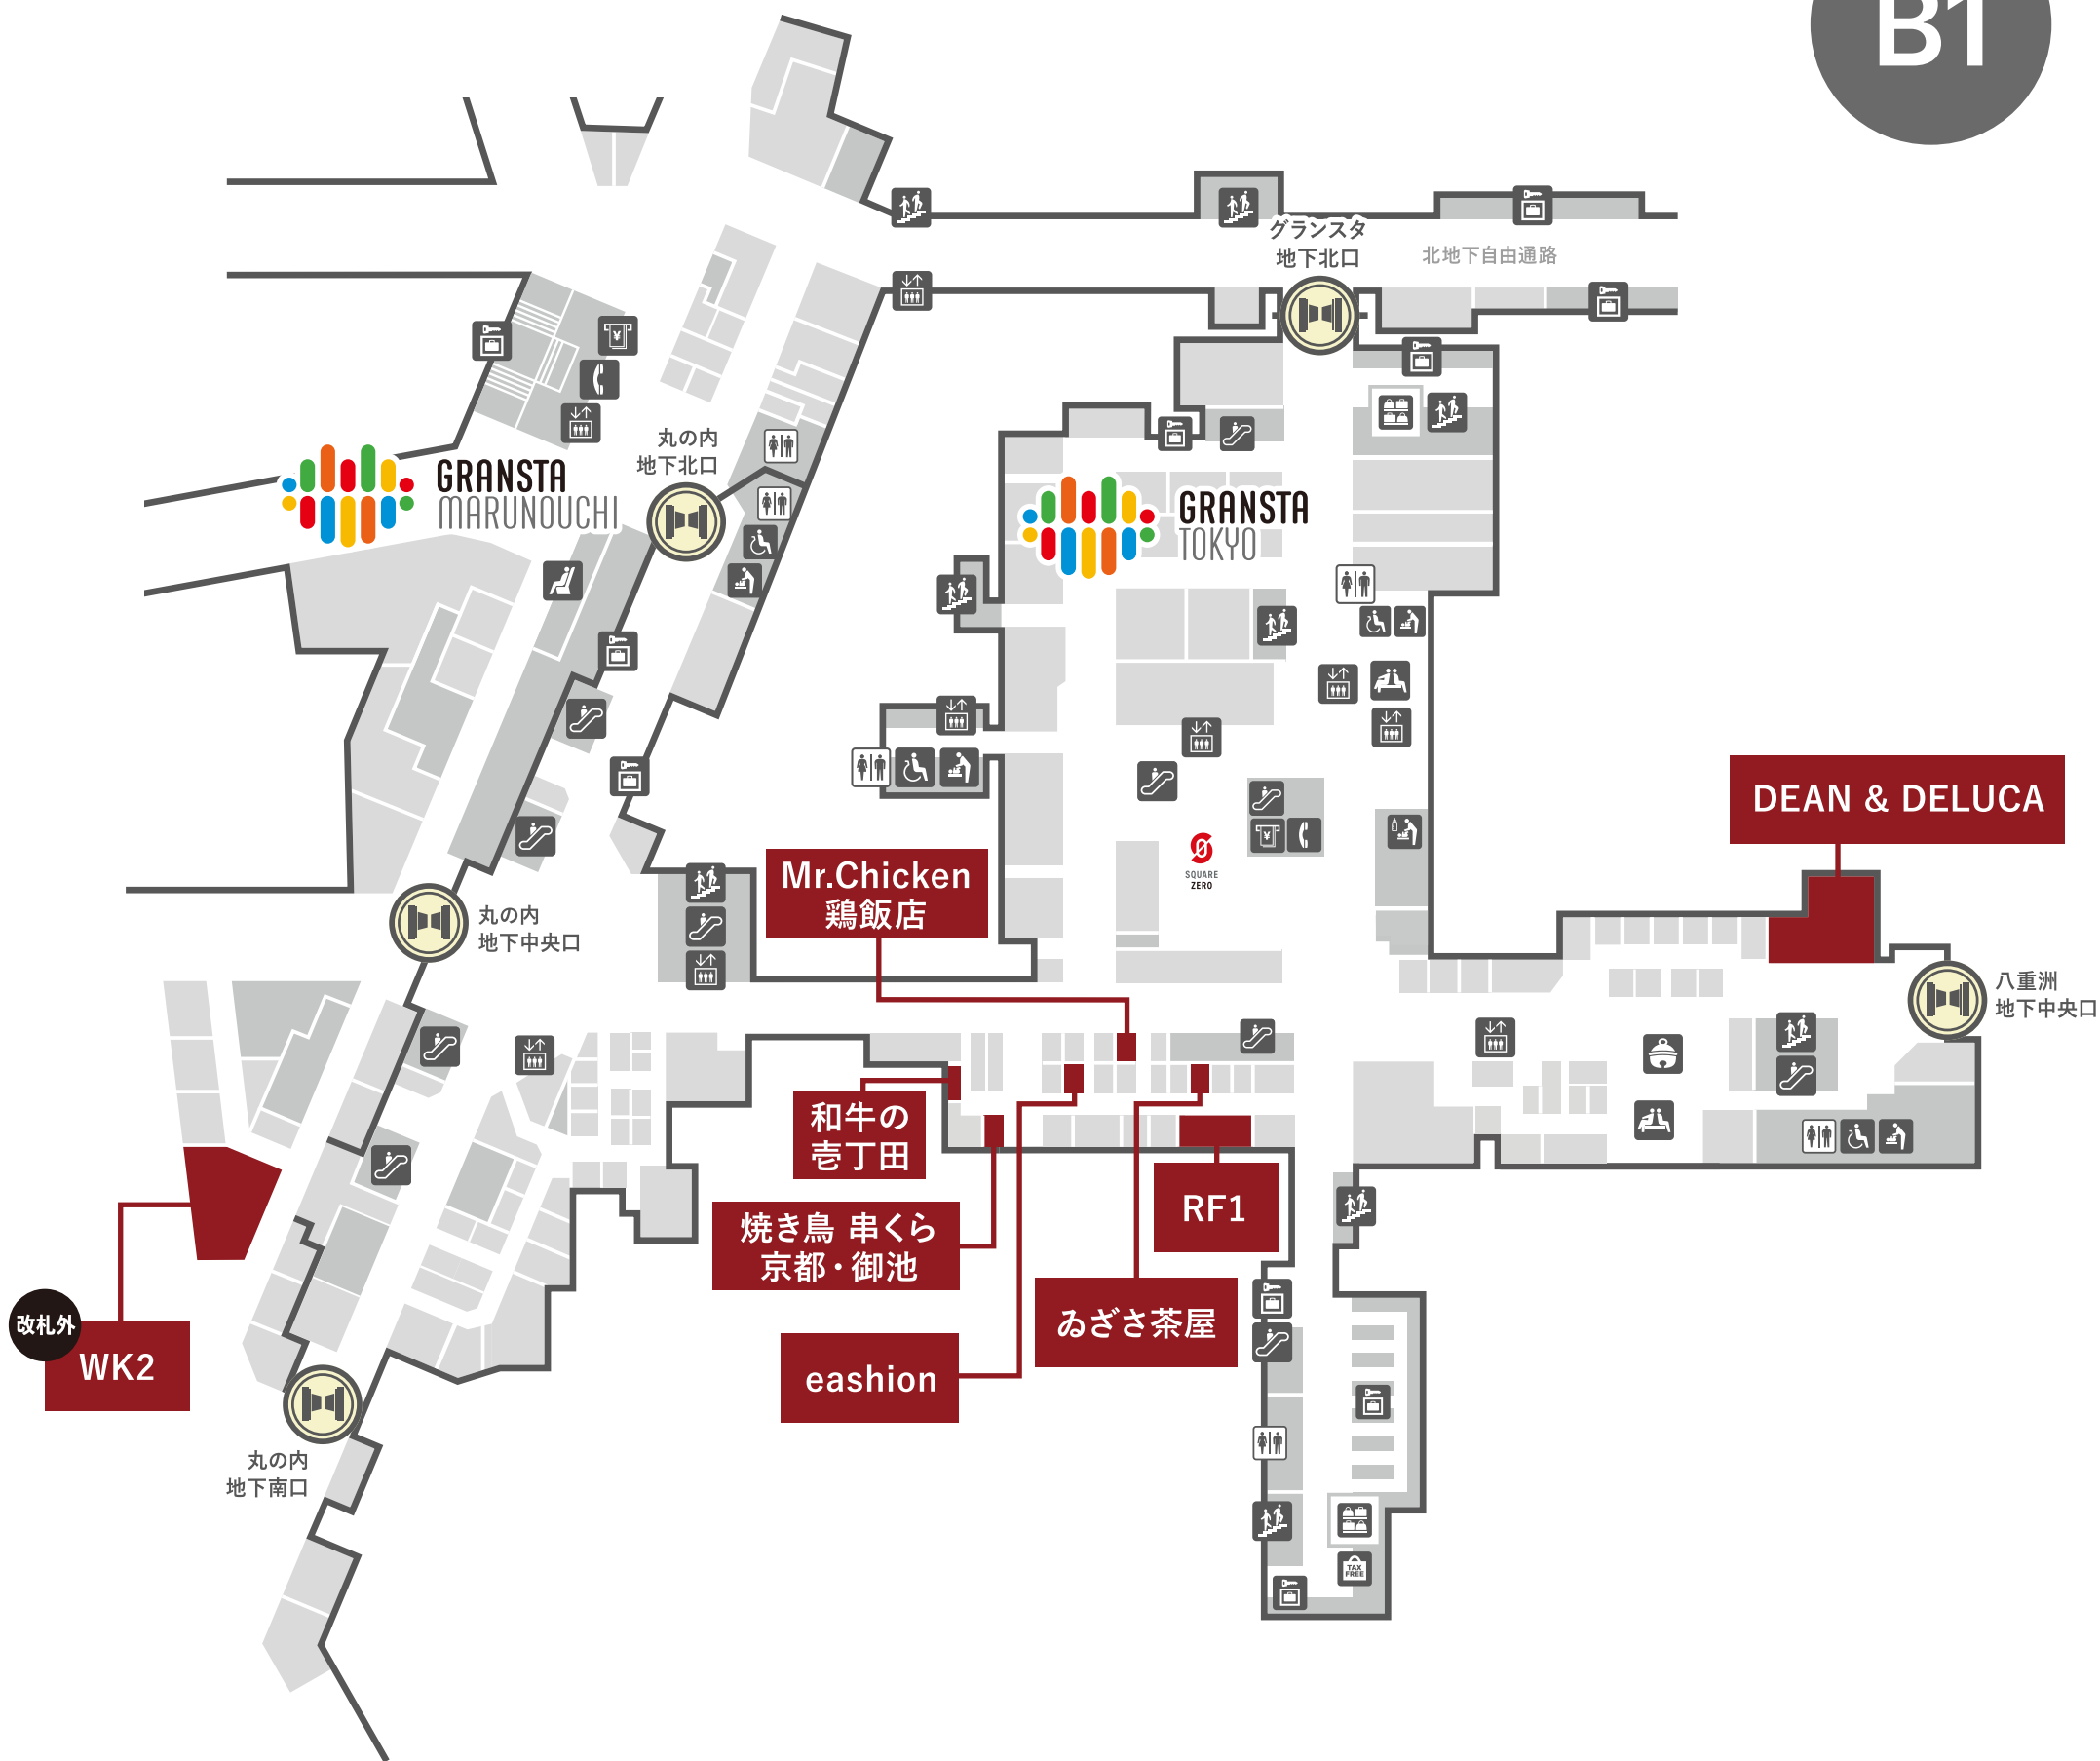 B1
グランスタ
地下北口
北地下自由通路
丸の内
地下北口
GRANSTA
MARUNOUCHI
GRANSTA
TOKYO
DEAN & DELUCA
SQUARE
ZERO
Mr.Chicken
鶏飯店
丸の内
地下中央口
八重洲
地下中央口
和牛の
壱丁田
RF1
焼き鳥 串くら
京都・御池
ゐざさ茶屋
改札外
WK2
eashion
丸の内
地下南口
TAX
FREE